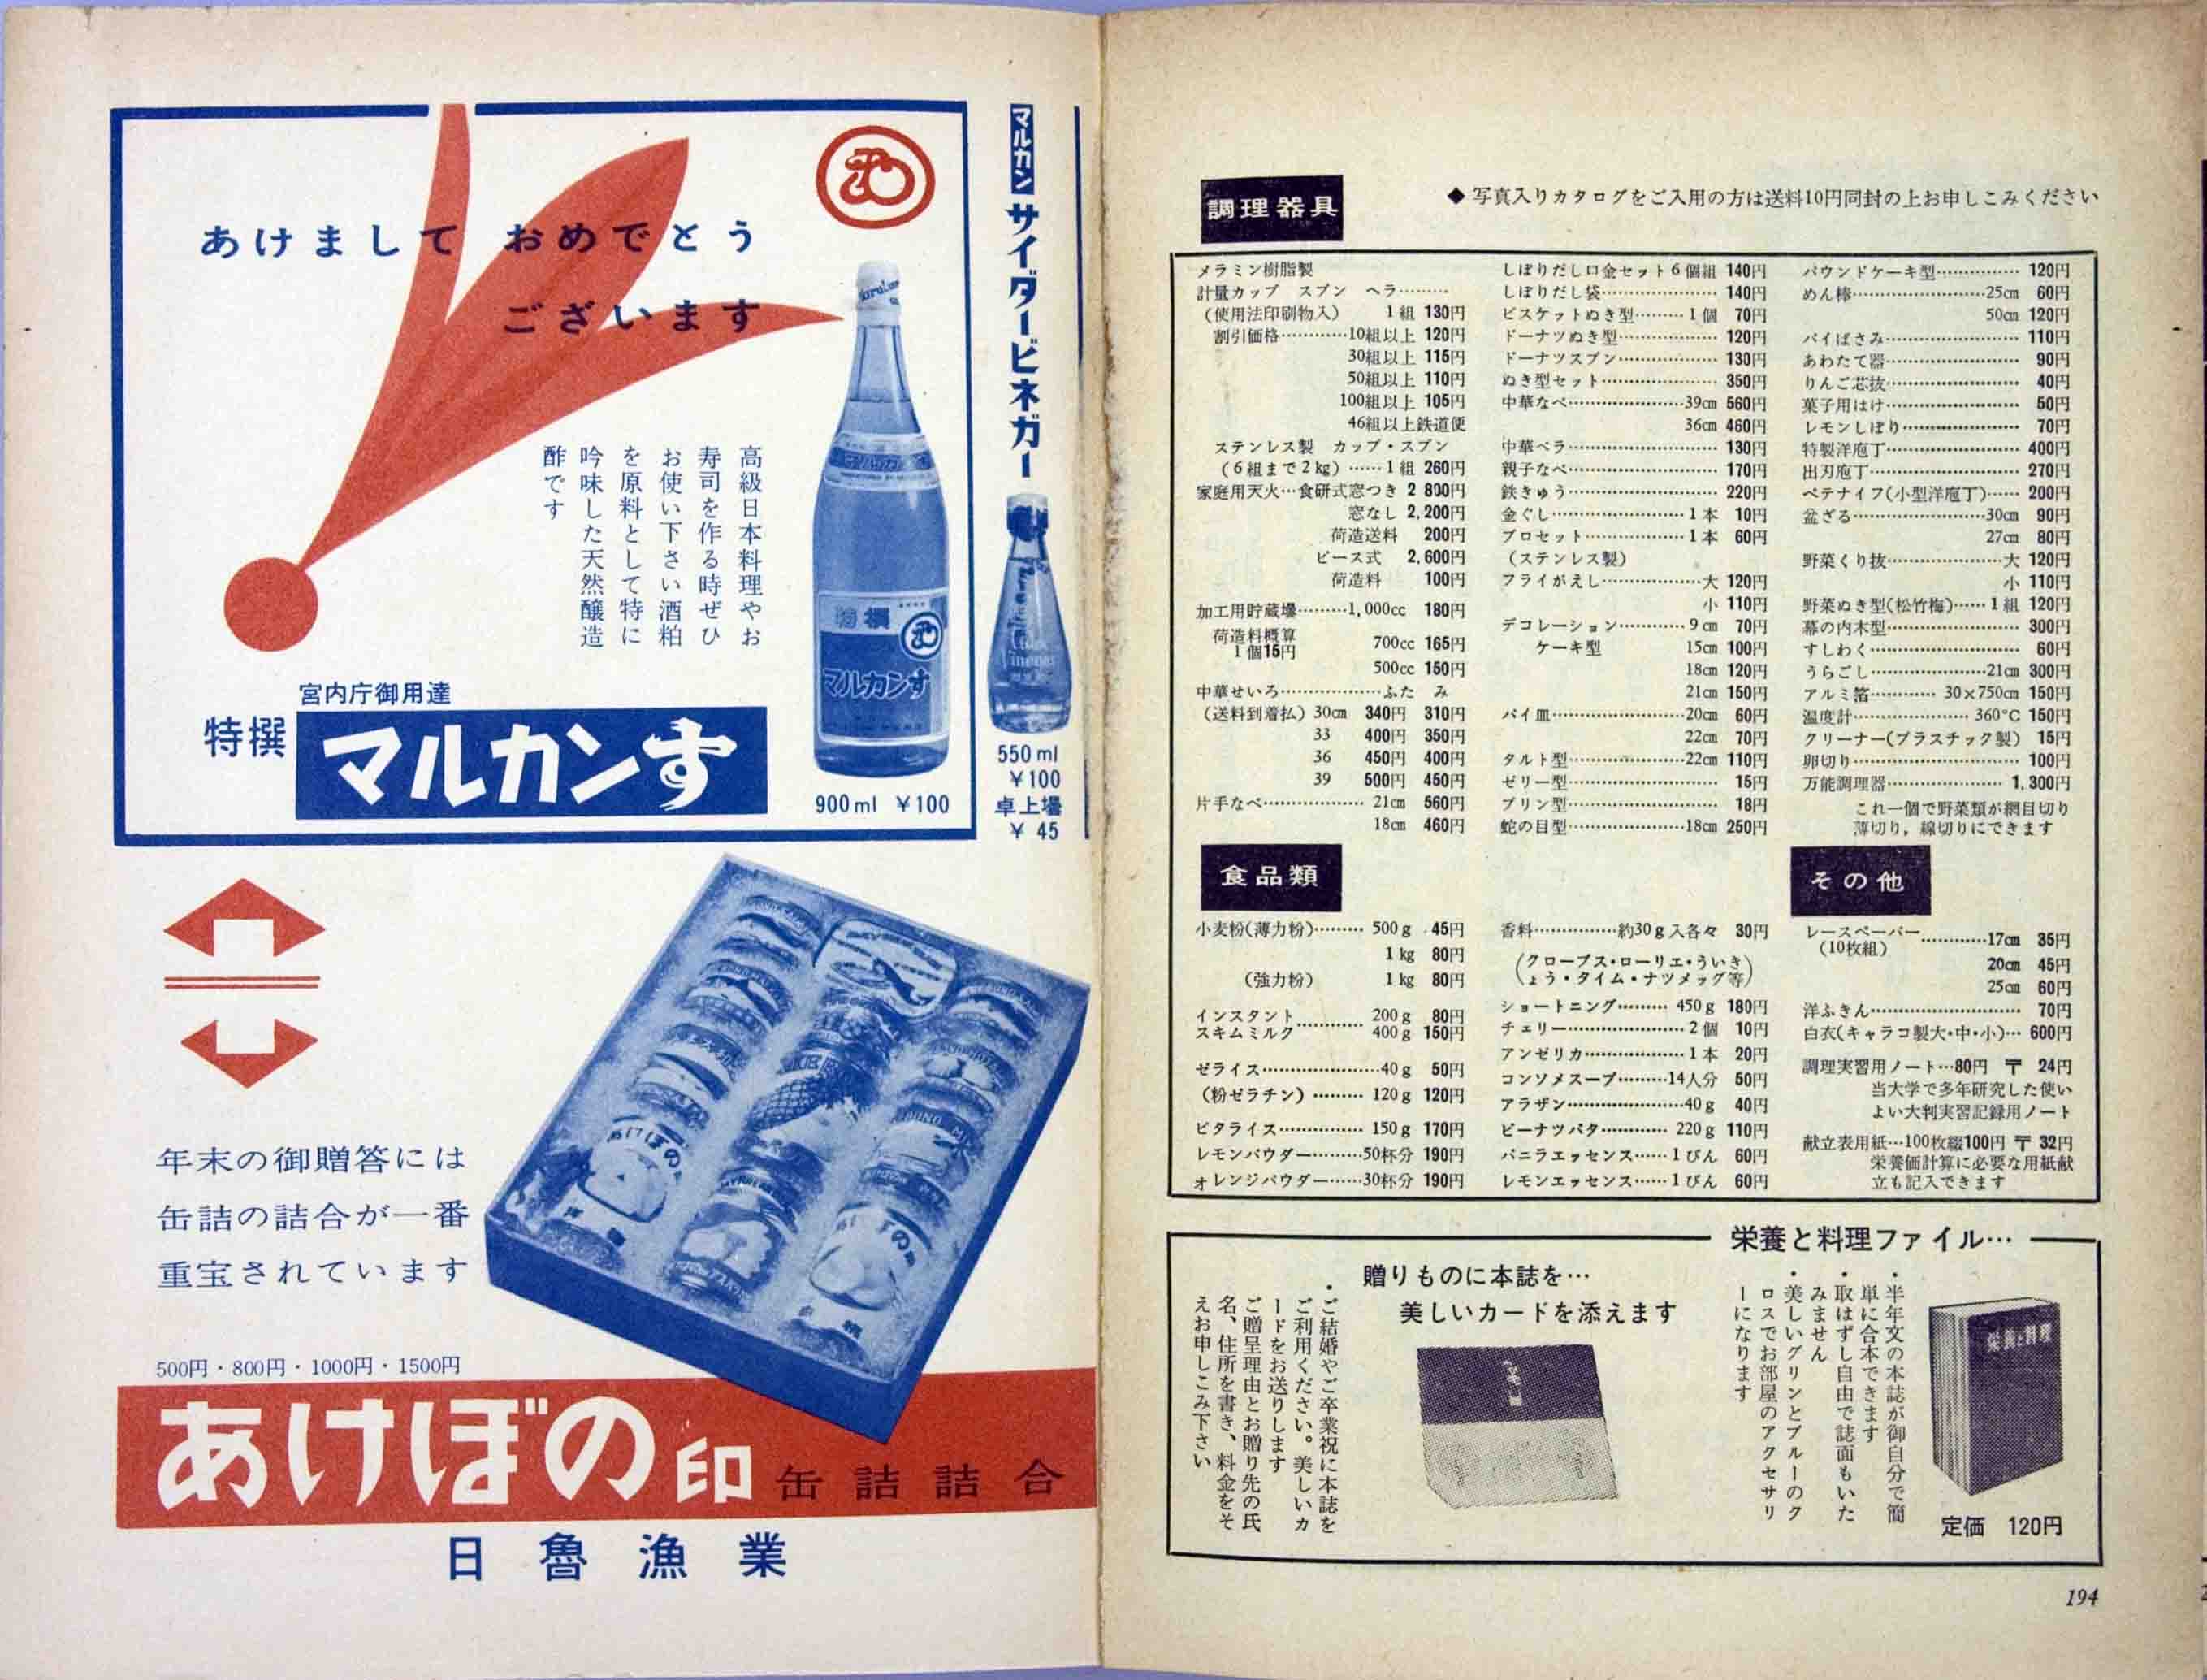 あけまして おめでとう
ございます
高級日本料理やお
寿司を作る時ぜひ
お使い下さい酒粕
を原料として特に
吟味した天然醸造
酢です
宮内庁御用達
特撰
マルカンす
特撰
マルカンす
900ml ￥100
マルカン サイダービネガー
550ml
￥100
卓上壜
￥ 45
年末の御贈答には
缶詰の詰合が一番
重宝されています
500円・800円・1000円・1500円
あけぼの印 缶詰詰合
日魯漁業
調理器具
◆ 写真入りカタログをご入用の方は送料10円同封の上お申しこみください
メラミン樹脂製
計量カップ スプン ヘラ………
（使用法印刷物入） 1組 130円
割引価格…………10組以上 120円
30組以上 115円
50組以上 110円
100組以上 105円
46組以上鉄道便
ステンレス製 カップ・スプン
（6組まで2kg）……1組 260円
家庭用天火…食研式窓つき 2 800円
窓なし 2,200円
荷造送料 200円
ピース式 2,600円
荷造料 100円
加工用貯蔵壜………1,000cc 180円
荷造料概算
1個15円
700cc 165円
500cc 150円
中華せいろ………………ふた み
（送料到着払）30cm 340円 310円
33 400円 350円
36 450円 400円
39 500円 450円
片手なべ……………… 21cm 560円
18cm 460円
しぼりだし口金セット6個組 140円
しぼりだし袋………………… 140円
ビスケットぬき型………1個 70円
ドーナツぬき型……………… 120円
ドーナツスプン……………… 130円
ぬき型セット………………… 350円
中華なべ…………………39cm 560円
36cm 460円
中華ベラ……………………… 130円
親子なべ……………………… 170円
鉄きゅう……………………… 220円
金ぐし……………………1本 10円
プロセット………………1本 60円
（ステンレス製）
フライがえし………………大 120円
小 110円
デコレーション…………9cm 70円
ケーキ型 15cm 100円
18cm 120円
21cm 150円
パイ皿……………………20cm 60円
22cm 70円
タルト型…………………22cm 110円
ゼリー型……………………… 15円
プリン型……………………… 18円
蛇の目型…………………18cm 250円
パウンドケーキ型…………… 120円
めん棒……………………25cm 60円
50cm 120円
パイばさみ…………………… 110円
あわたて器…………………… 90円
りんご芯抜…………………… 40円
菓子用はけ…………………… 50円
レモンしぼり………………… 70円
特製洋庖丁…………………… 400円
出刃庖丁……………………… 270円
ペテナイフ(小型洋庖丁)…… 200円
盆ざる……………………30cm 90円
27cm 80円
野菜くり抜…………………大 120円
小 110円
野菜ぬき型(松竹梅)……1組 120円
幕の内木型…………………… 300円
すしわく……………………… 60円
うらごし…………………21cm 300円
アルミ箔………… 30×750cm 150円
温度計………………… 360°C 150円
クリーナー(プラスチック製) 15円
卵切り………………………… 100円
万能調理器………………… 1,300円
これ一個で野菜類が網目切り
薄切り，線切りにできます
食品類
小麦粉(薄力粉)……… 500g 45円
1kg 80円
（強力粉） 1kg 80円
インスタント
スキムミルク
………… 200g 80円
400g 150円
ゼライス…………………40g 50円
（粉ゼラチン）……… 120g 120円
ビタライス…………… 150g 170円
レモンパウダー………50杯分 190円
オレンジパウダー……30杯分 190円
香料……………約30g入各々 30円
（クローブス・ローリエ・ういき
ょう・タイム・ナツメッグ等）
ショートニング……… 450g 180円
チェリー…………………2個 10円
アンゼリカ………………1本 20円
コンソメスープ………14人分 50円
アラザン…………………40g 40円
ピーナツバタ………… 220g 110円
バニラエッセンス……1びん 60円
レモンエッセンス……1びん 60円
その他
レースペーパー…………17cm 35円
（10枚組）
20cm 45円
25cm 60円
洋ふきん……………………… 70円
白衣(キャラコ製大・中・小)… 600円
調理実習用ノート…80円 〒 24円
当大学で多年研究した使い
よい大判実習記録用ノート
献立表用紙…100枚綴100円 〒 32円
栄養価計算に必要な用紙献
立も記入できます
栄養と料理ファイル…
・半年文の本誌が御自分で簡
単に合本できます
・取はずし自由で誌面もいた
みません
・美しいグリンとブルーのク
ロスでお部屋のアクセサリ
ーになります
栄養と料理
定価 120円
贈りものに本誌を…
美しいカードを添えます
・ご結婚やご卒業祝に本誌を
ご利用ください。美しいカ
ードをお送りします
ご贈呈理由とお贈り先の氏
名、住所を書き、料金をそ
えお申しこみ下さい
194